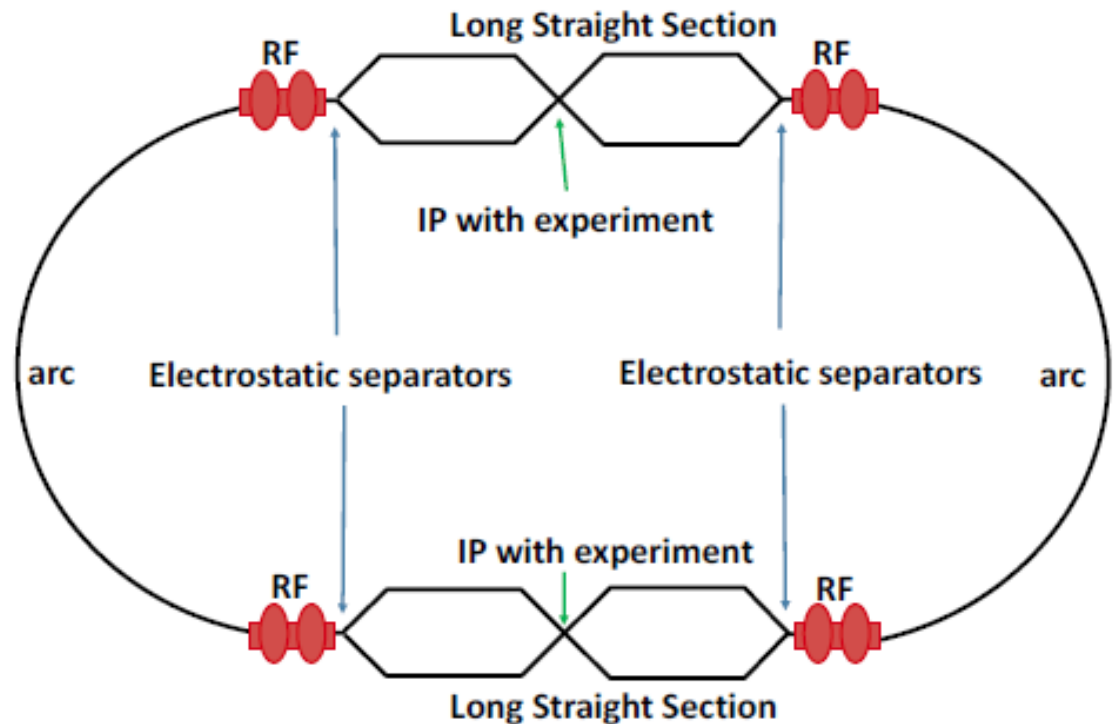 Long Straight Section
RF
RF
IP with experiment
arc
Electrostatic separators
Electrostatic separators
arc
IP with experiment
RF
RF
Long Straight Section